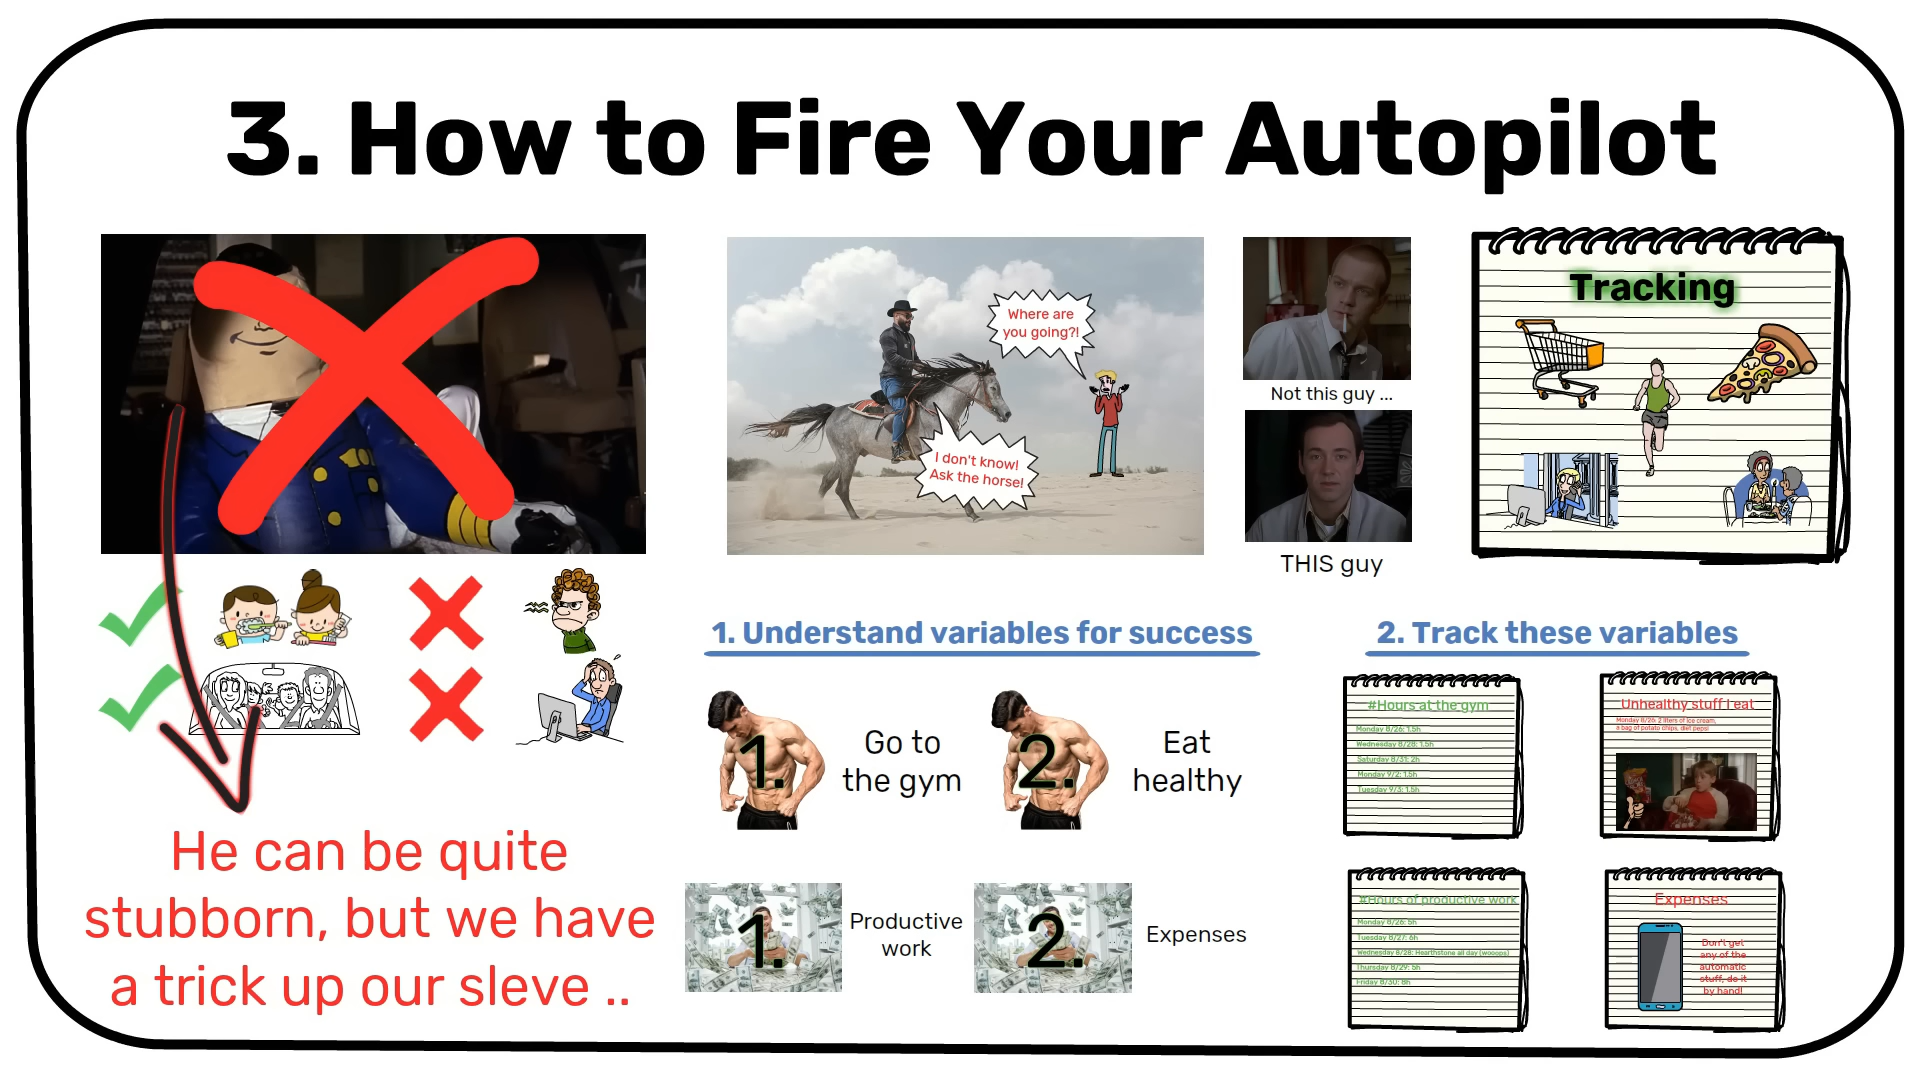 3. How to Fire Your Autopilot
Where are
you going?!
I don't know!
Ask the horse!
Not this guy ...
THIS guy
Tracking
He can be quite
stubborn, but we have
a trick up our sleve ..
1. Understand variables for success
1.
Go to
the gym
2.
Eat
healthy
1.
Productive
work
2.
Expenses
2. Track these variables
#Hours at the gym
Monday 8/26: 1.5h
Wednesday 8/28: 1.5h
Saturday 8/31: 2h
Monday 9/2: 1.5h
Tuesday 9/3: 1.5h
Unhealthy stuff I eat
Monday 8/26: 2 liters of ice cream,
a bag of potato chips, diet pepsi
#Hours of productive work
Monday 8/26: 5h
Tuesday 8/27: 6h
Wednesday 8/28: Hearthstone all day (wooops)
Thursday 8/29: 5h
Friday 8/30: 8h
Expenses
Don't get
any of the
automatic
stuff, do it
by hand!